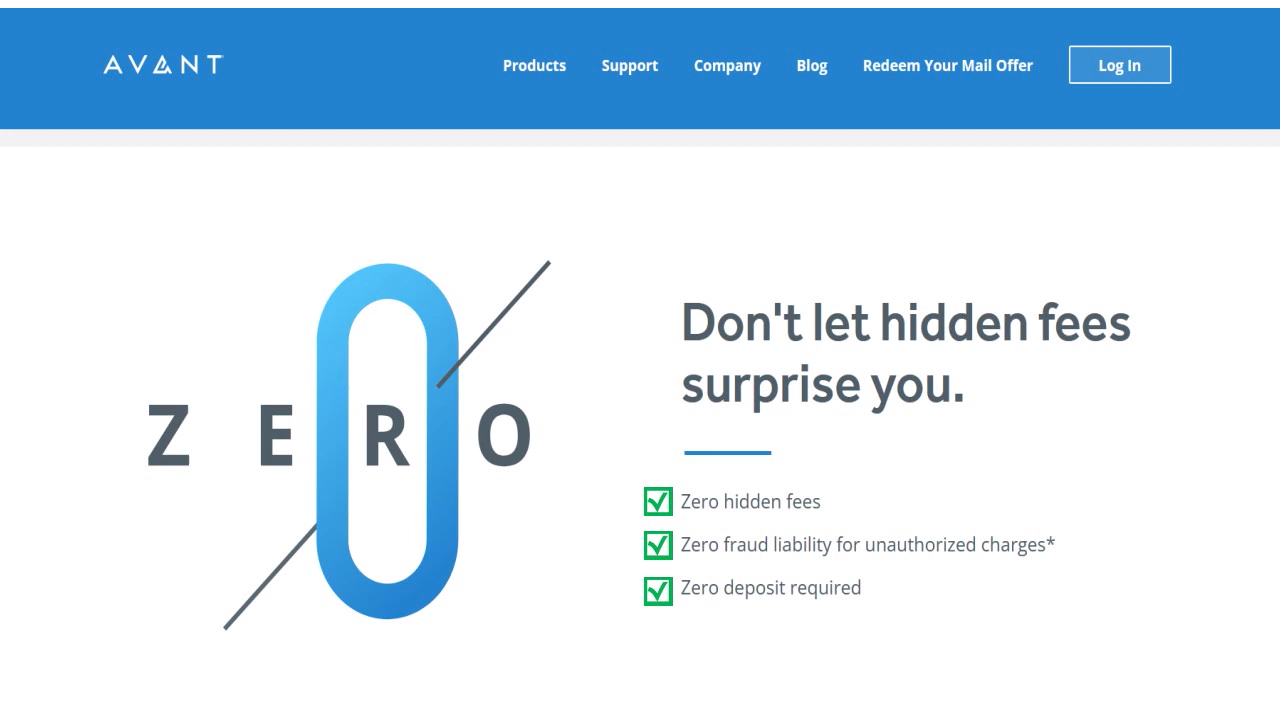 AVANT
Products Support Company Blog Redeem Your Mail Offer Log In
ZERO
Don't let hidden fees
surprise you.
Zero hidden fees
Zero fraud liability for unauthorized charges*
Zero deposit required